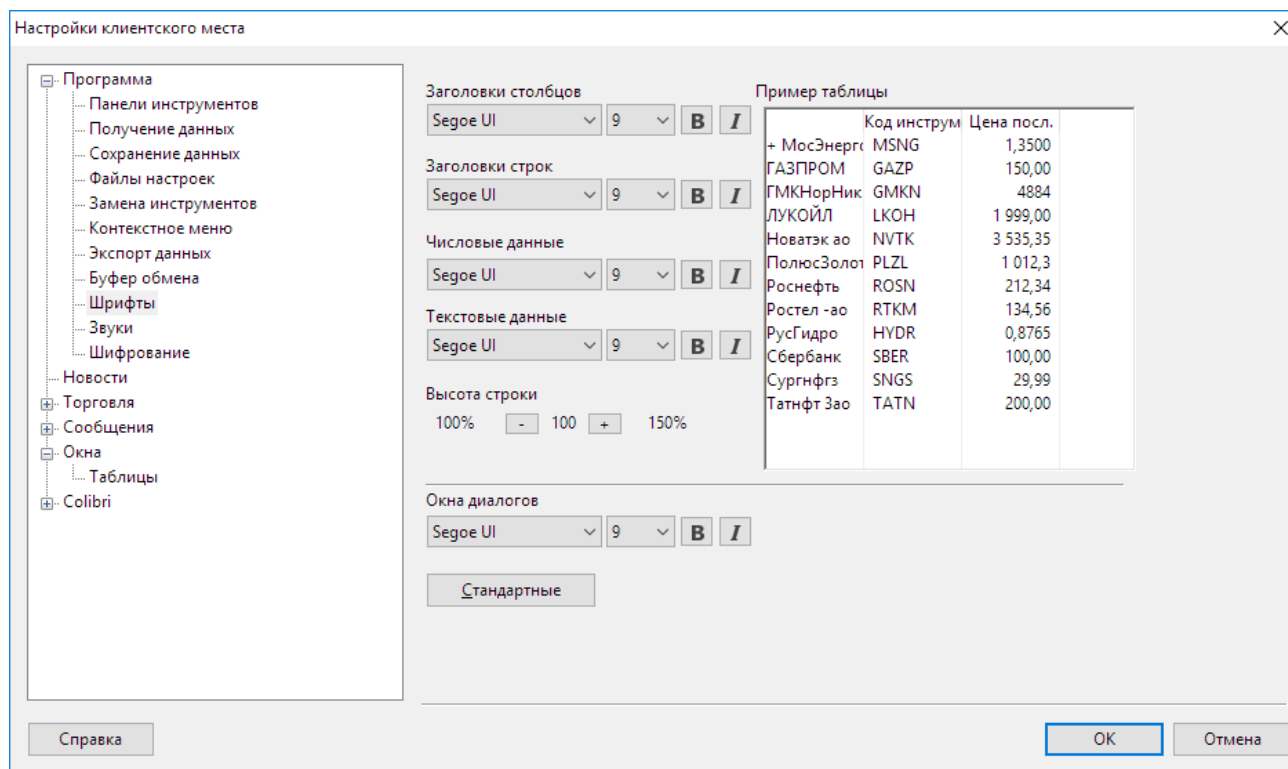 Настройки клиентского места
Программа
Панели инструментов
Получение данных
Сохранение данных
Файлы настроек
Замена инструментов
Контекстное меню
Экспорт данных
Буфер обмена
Шрифты
Звуки
Шифрование
Новости
Торговля
Сообщения
Окна
Таблицы
Colibri
Заголовки столбцов
Segoe UI 9 B I
Заголовки строк
Segoe UI 9 B I
Числовые данные
Segoe UI 9 B I
Текстовые данные
Segoe UI 9 B I
Высота строки
100% - 100 + 150%
Пример таблицы
Код инструм Цена посл.
+ МосЭнерго MSNG 1,3500
ГАЗПРОМ GAZP 150,00
ГМКНорНик GMKN 4884
ЛУКОЙЛ LKOH 1 999,00
Новатэк ао NVTK 3 535,35
ПолюсЗолот PLZL 1 012,3
Роснефть ROSN 212,34
Ростел -ао RTKM 134,56
РусГидро HYDR 0,8765
Сбербанк SBER 100,00
Сургнфгз SNGS 29,99
Татнфт 3ао TATN 200,00
Окна диалогов
Segoe UI 9 B I
Стандартные
Справка
OK
Отмена